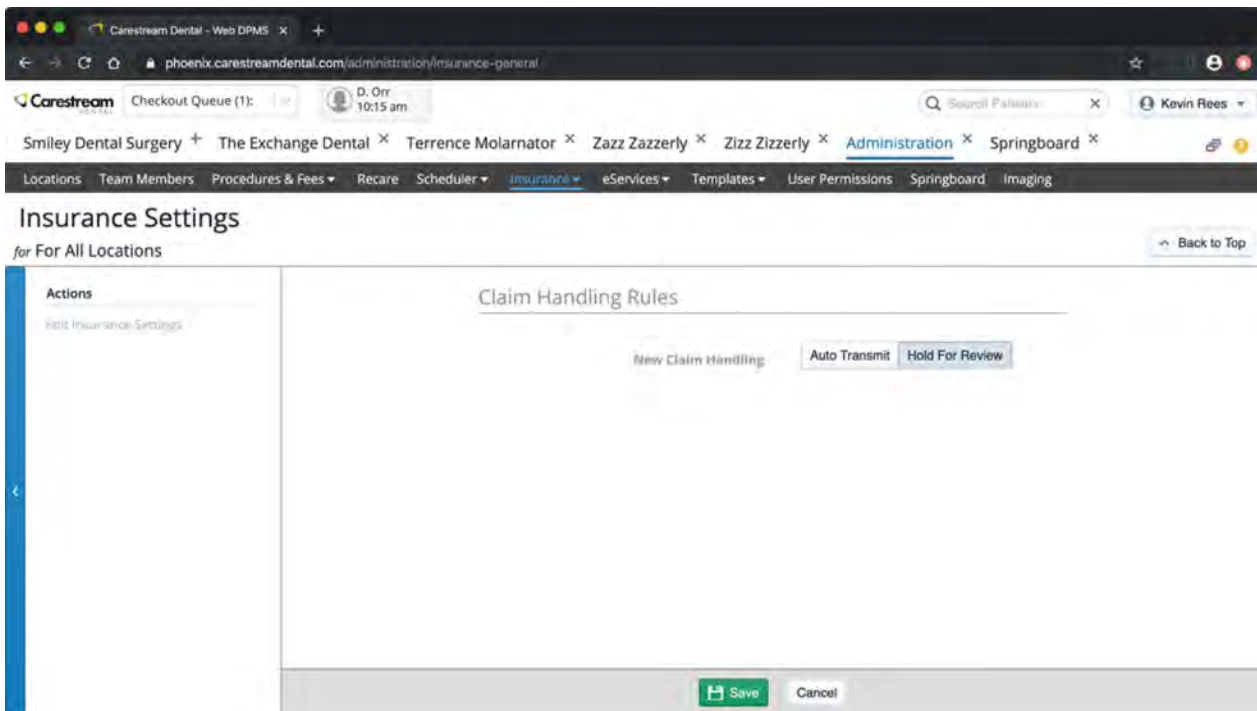 Carestream Dental - Web DPMS × +
phoenix.carestreamdental.com/administration/insurance-general
Carestream
DENTAL
Checkout Queue (1):
D. Orr
10:15 am
Search Patients ×
Kevin Rees
Smiley Dental Surgery + The Exchange Dental × Terrence Molarnator × Zazz Zazzerly × Zizz Zizzerly × Administration × Springboard ×
Locations Team Members Procedures & Fees Recare Scheduler Insurance eServices Templates User Permissions Springboard Imaging
Insurance Settings
for For All Locations
Back to Top
Actions
Edit Insurance Settings
Claim Handling Rules
New Claim Handling Auto Transmit Hold For Review
Save Cancel